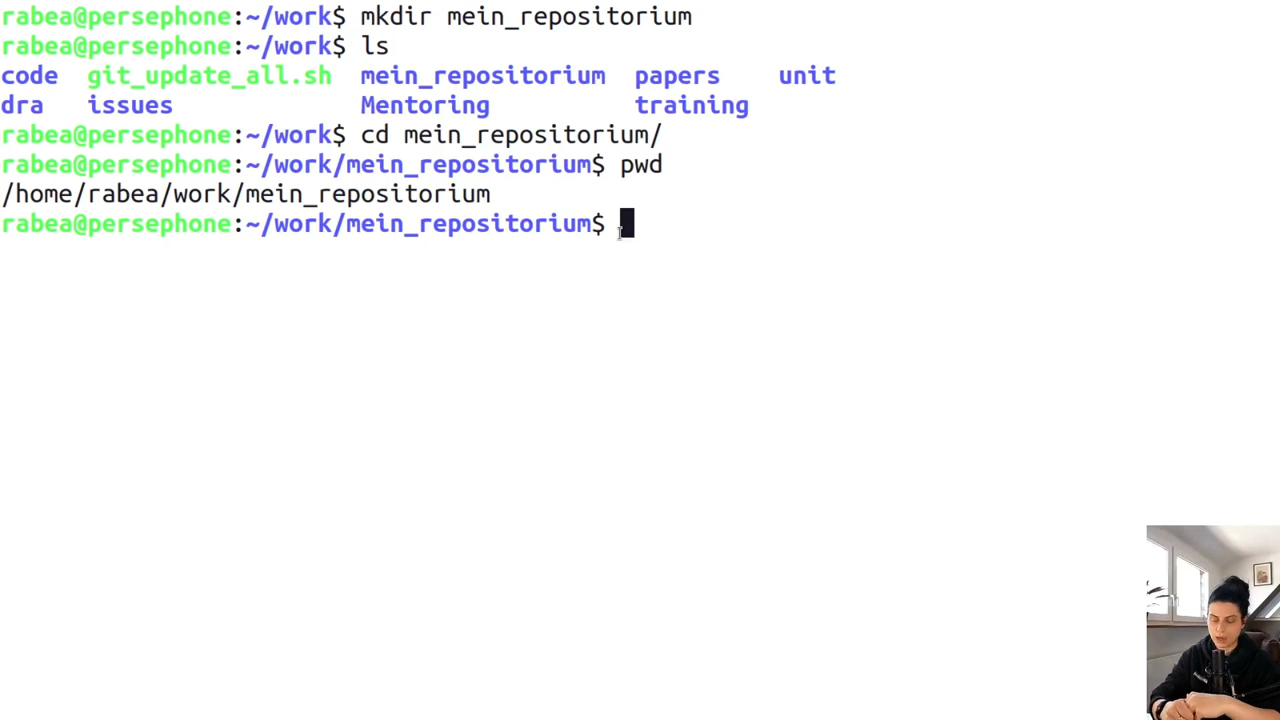 rabea@persephone:~/work$ mkdir mein_repositorium
rabea@persephone:~/work$ ls
code git_update_all.sh mein_repositorium papers unit
dra issues Mentoring training
rabea@persephone:~/work$ cd mein_repositorium/
rabea@persephone:~/work/mein_repositorium$ pwd
/home/rabea/work/mein_repositorium
rabea@persephone:~/work/mein_repositorium$